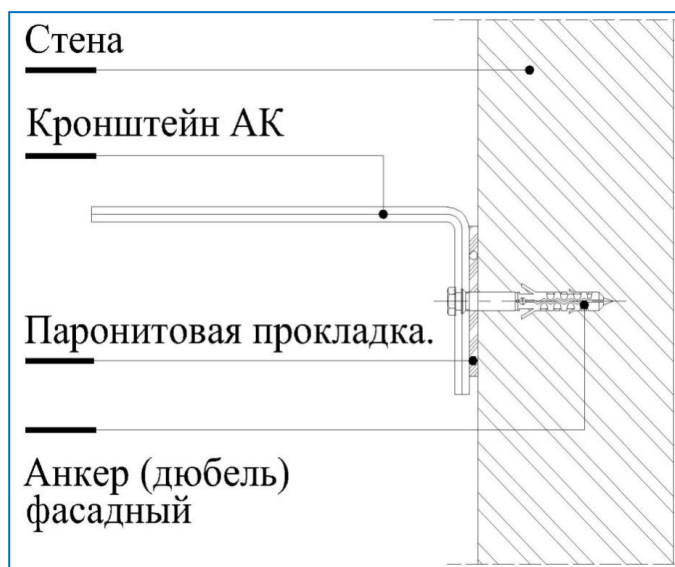 Стена
Кронштейн АК
Паронитовая прокладка.
Анкер (дюбель)
фасадный